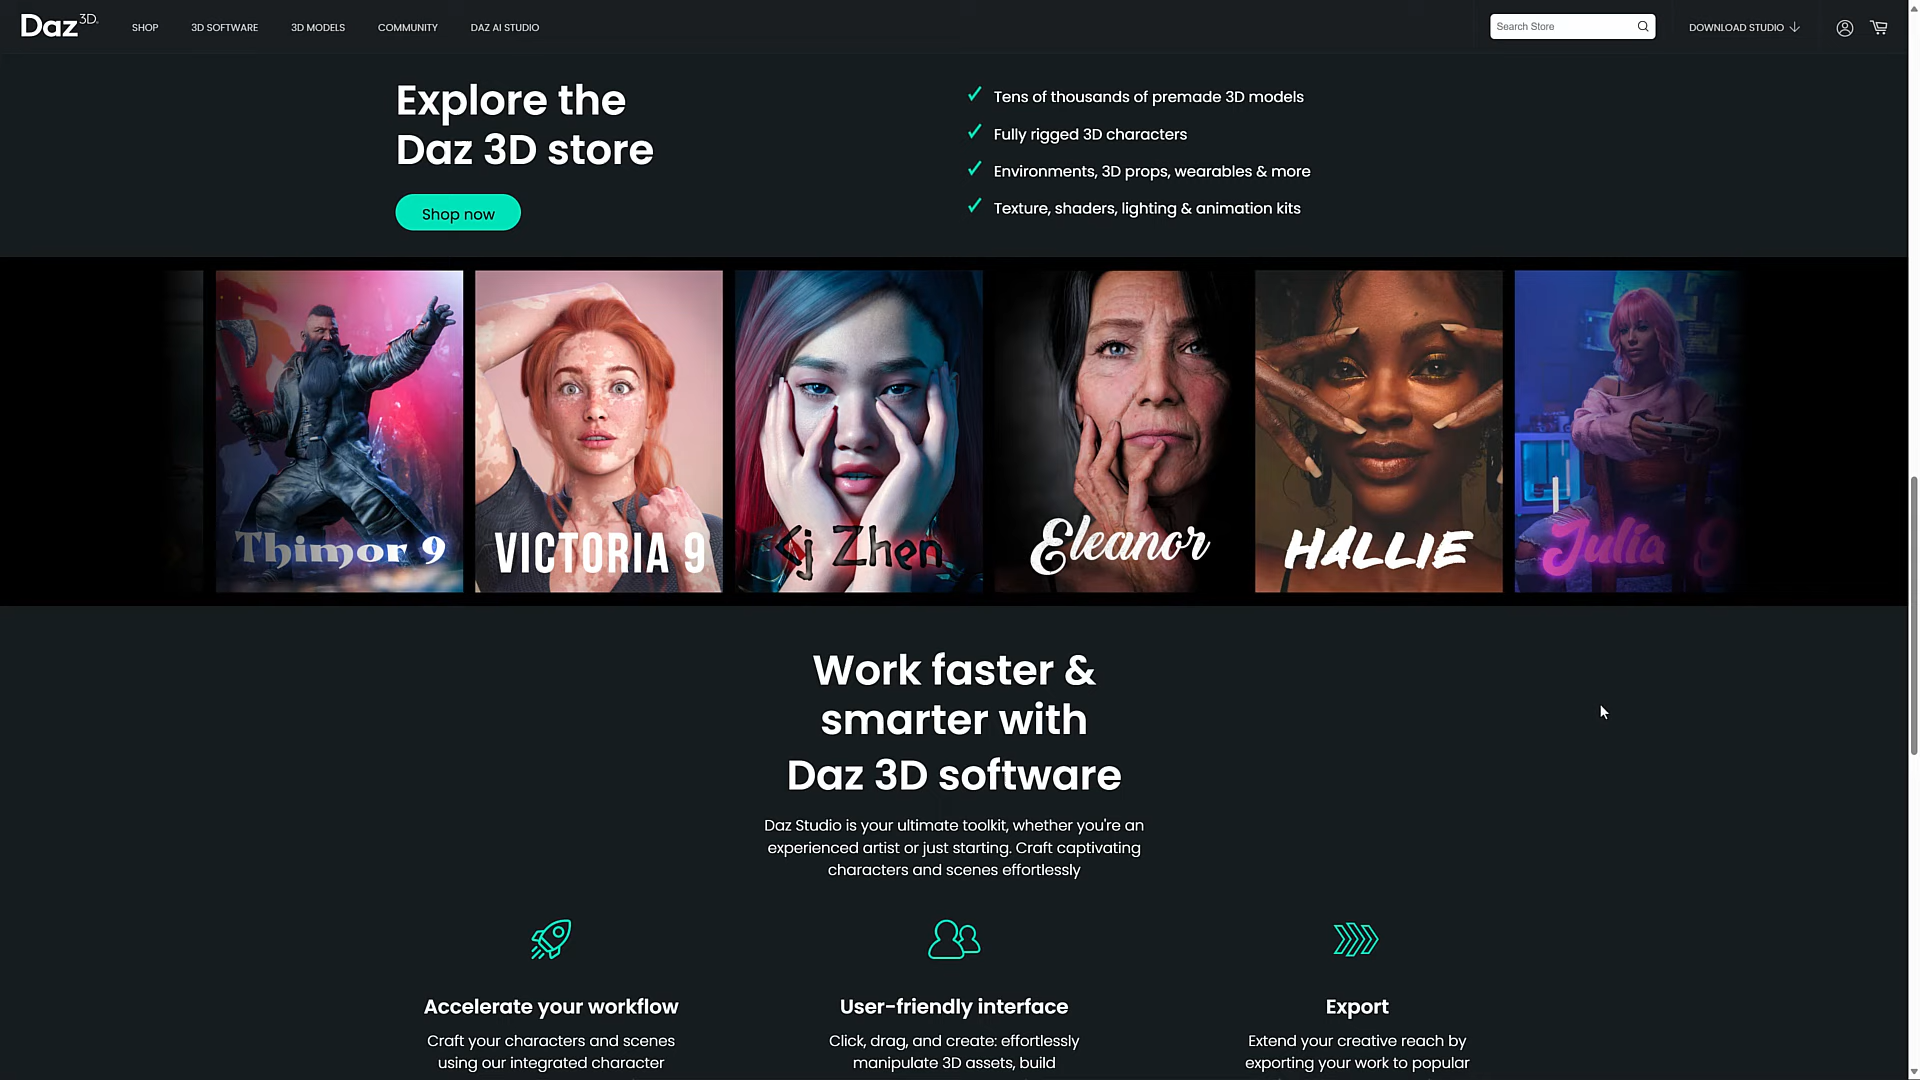 Daz 3D
SHOP
3D SOFTWARE
3D MODELS
COMMUNITY
DAZ AI STUDIO
Search Store
DOWNLOAD STUDIO
Explore the
Daz 3D store
Shop now
Tens of thousands of premade 3D models
Fully rigged 3D characters
Environments, 3D props, wearables & more
Texture, shaders, lighting & animation kits
Thimor 9
VICTORIA 9
Kj Zhen
Eleanor
HALLIE
Julia 9
Work faster &
smarter with
Daz 3D software
Daz Studio is your ultimate toolkit, whether you're an
experienced artist or just starting. Craft captivating
characters and scenes effortlessly
Accelerate your workflow
Craft your characters and scenes
using our integrated character
User-friendly interface
Click, drag, and create: effortlessly
manipulate 3D assets, build
Export
Extend your creative reach by
exporting your work to popular